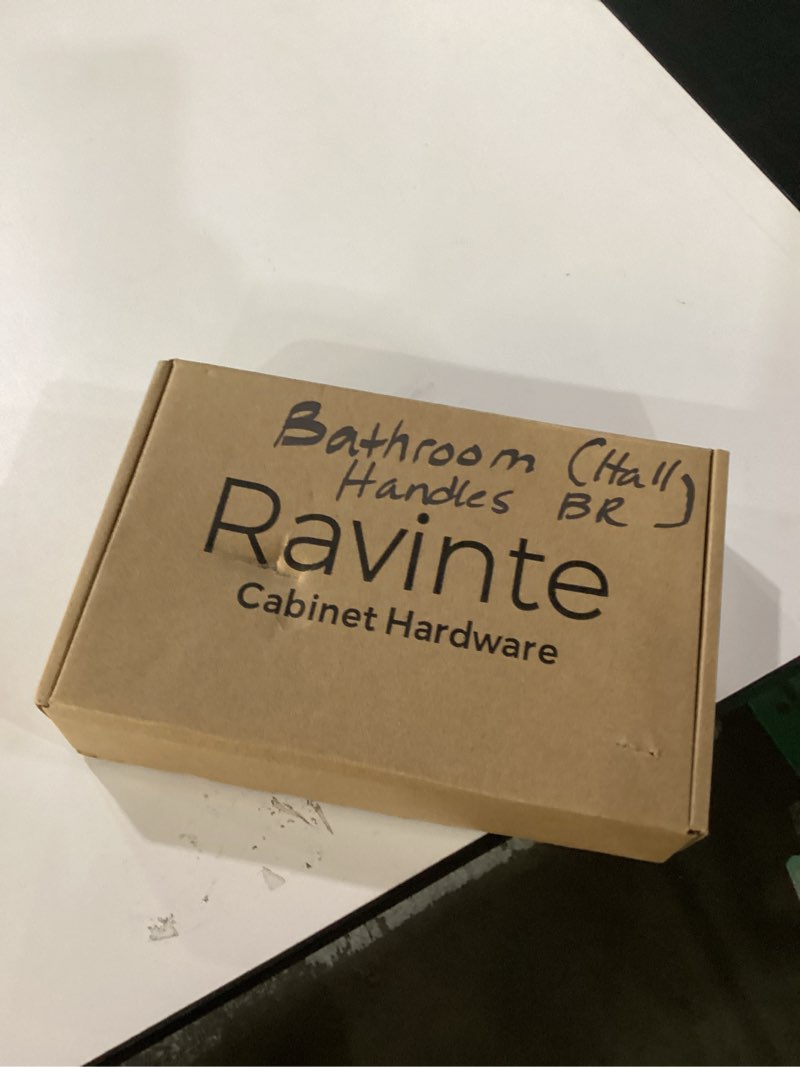 Bathroom (Hall
Handles BR)
Ravinte
Cabinet Hardware